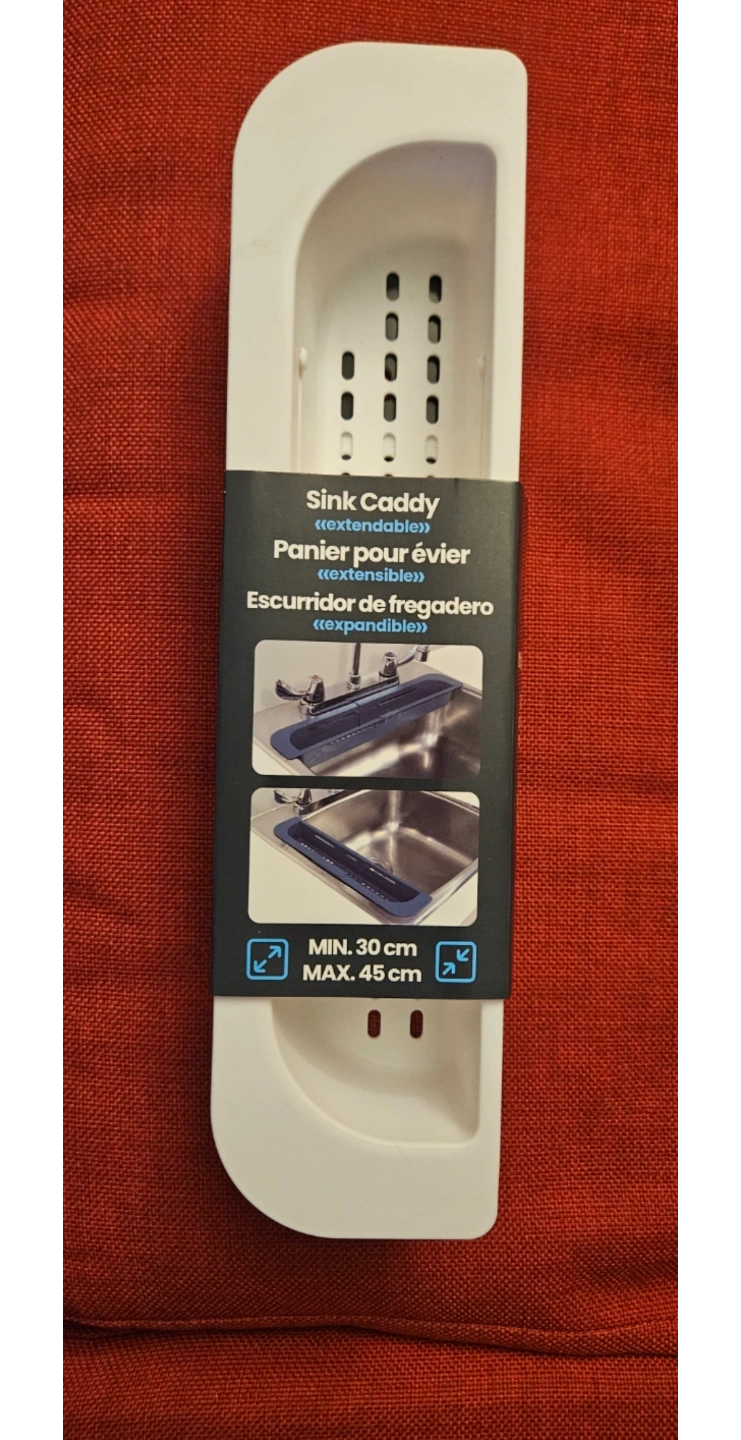 Sink Caddy
«extendable»
Panier pour évier
«extensible»
Escurridor de fregadero
«expandible»
MIN. 30 cm
MAX. 45 cm